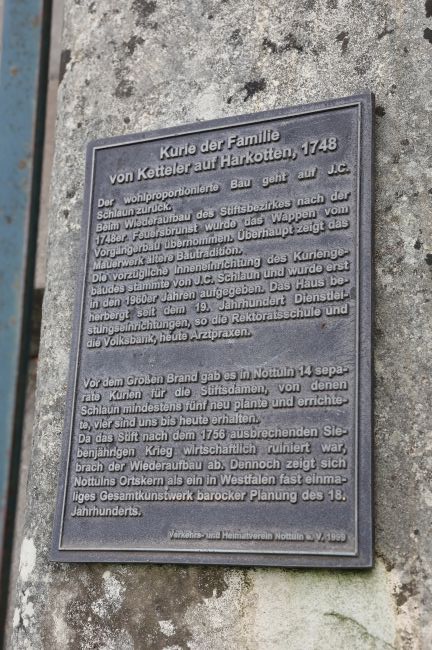 Kurie der Familie
von Ketteler auf Harkotten, 1748
Der wohlproportionierte Bau geht auf J.C.
Schlaun zurück.
Beim Wiederaufbau des Stiftsbezirkes nach der
1748er Feuersbrunst wurde das Wappen vom
Vorgängerbau übernommen. Überhaupt zeigt das
Mauerwerk ältere Bautradition.
Die vorzügliche Inneneinrichtung des Kurienge-
bäudes stammte von J.C. Schlaun und wurde erst
in den 1960er Jahren aufgegeben. Das Haus be-
herbergt seit dem 19. Jahrhundert Dienstlei-
stungseinrichtungen, so die Rektoratsschule und
die Volksbank, heute Arztpraxen.
Vor dem Großen Brand gab es in Nottuln 14 sepa-
rate Kurien für die Stiftsdamen, von denen
Schlaun mindestens fünf neu plante und errichte-
te, vier sind uns bis heute erhalten.
Da das Stift nach dem 1756 ausbrechenden Sie-
benjährigen Krieg wirtschaftlich ruiniert war,
brach der Wiederaufbau ab. Dennoch zeigt sich
Nottulns Ortskern als ein in Westfalen fast einma-
liges Gesamtkunstwerk barocker Planung des 18.
Jahrhunderts.
Verkehrs- und Heimatverein Nottuln e. V. 1999